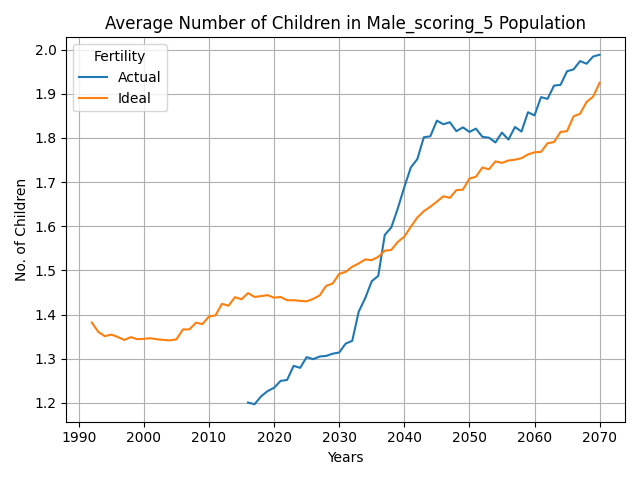 Average Number of Children in Male_scoring_5 Population
Fertility
Actual
Ideal
No. of Children
2.0
1.9
1.8
1.7
1.6
1.5
1.4
1.3
1.2
1990 2000 2010 2020 2030 2040 2050 2060 2070
Years